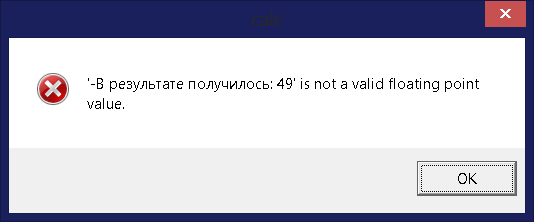 '-В результате получилось: 49' is not a valid floating point
value.
OK